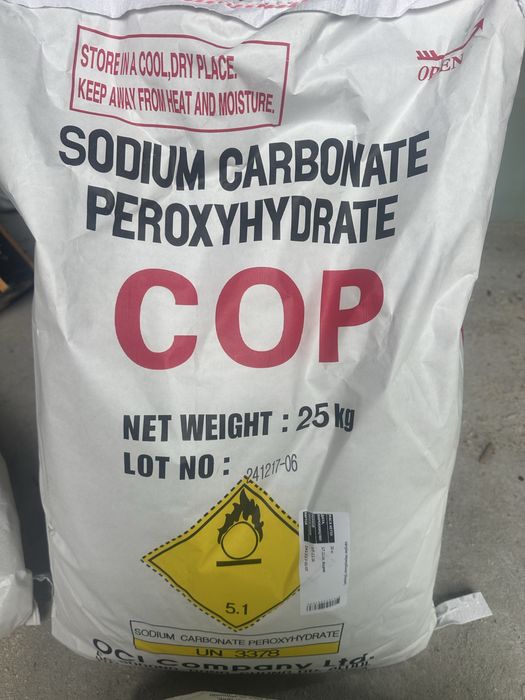 STORE IN A COOL,DRY PLACE.
KEEP AWAY FROM HEAT AND MOISTURE.
OPEN
SODIUM CARBONATE
PEROXYHYDRATE
COP
NET WEIGHT : 25 kg
LOT NO : 241217-06
5.1
SODIUM CARBONATE PEROXYHYDRATE
UN 3378
OCI Company Ltd.